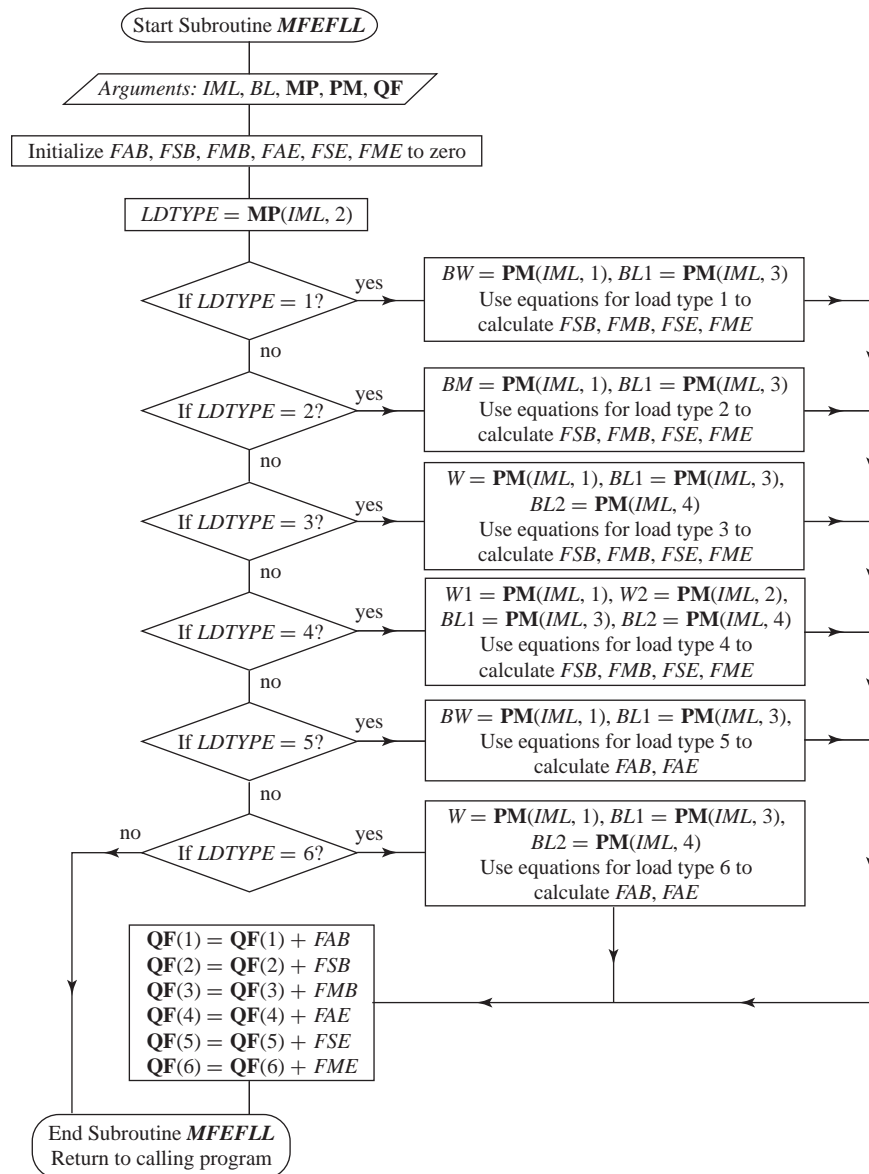 Start Subroutine MFEFLL
Arguments: IML, BL, MP, PM, QF
Initialize FAB, FSB, FMB, FAE, FSE, FME to zero
LDTYPE = MP(IML, 2)
If LDTYPE = 1?
yes
BW = PM(IML, 1), BL1 = PM(IML, 3)
Use equations for load type 1 to
calculate FSB, FMB, FSE, FME
no
If LDTYPE = 2?
yes
BM = PM(IML, 1), BL1 = PM(IML, 3)
Use equations for load type 2 to
calculate FSB, FMB, FSE, FME
no
If LDTYPE = 3?
yes
W = PM(IML, 1), BL1 = PM(IML, 3),
BL2 = PM(IML, 4)
Use equations for load type 3 to
calculate FSB, FMB, FSE, FME
no
If LDTYPE = 4?
yes
W1 = PM(IML, 1), W2 = PM(IML, 2),
BL1 = PM(IML, 3), BL2 = PM(IML, 4)
Use equations for load type 4 to
calculate FSB, FMB, FSE, FME
no
If LDTYPE = 5?
yes
BW = PM(IML, 1), BL1 = PM(IML, 3),
Use equations for load type 5 to
calculate FAB, FAE
no
If LDTYPE = 6?
no
yes
W = PM(IML, 1), BL1 = PM(IML, 3),
BL2 = PM(IML, 4)
Use equations for load type 6 to
calculate FAB, FAE
QF(1) = QF(1) + FAB
QF(2) = QF(2) + FSB
QF(3) = QF(3) + FMB
QF(4) = QF(4) + FAE
QF(5) = QF(5) + FSE
QF(6) = QF(6) + FME
End Subroutine MFEFLL
Return to calling program